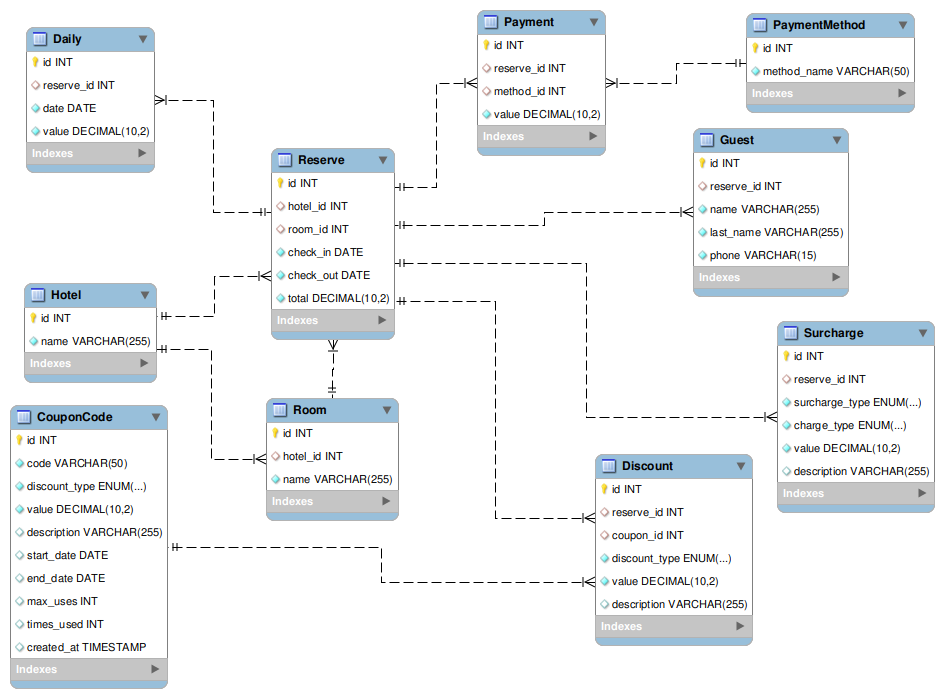 Daily
id INT
reserve_id INT
date DATE
value DECIMAL(10,2)
Indexes
Payment
id INT
reserve_id INT
method_id INT
value DECIMAL(10,2)
Indexes
PaymentMethod
id INT
method_name VARCHAR(50)
Indexes
Reserve
id INT
hotel_id INT
room_id INT
check_in DATE
check_out DATE
total DECIMAL(10,2)
Indexes
Guest
id INT
reserve_id INT
name VARCHAR(255)
last_name VARCHAR(255)
phone VARCHAR(15)
Indexes
Hotel
id INT
name VARCHAR(255)
Indexes
Surcharge
id INT
reserve_id INT
surcharge_type ENUM(...)
charge_type ENUM(...)
value DECIMAL(10,2)
description VARCHAR(255)
Indexes
CouponCode
id INT
code VARCHAR(50)
discount_type ENUM(...)
value DECIMAL(10,2)
description VARCHAR(255)
start_date DATE
end_date DATE
max_uses INT
times_used INT
created_at TIMESTAMP
Indexes
Room
id INT
hotel_id INT
name VARCHAR(255)
Indexes
Discount
id INT
reserve_id INT
coupon_id INT
discount_type ENUM(...)
value DECIMAL(10,2)
description VARCHAR(255)
Indexes